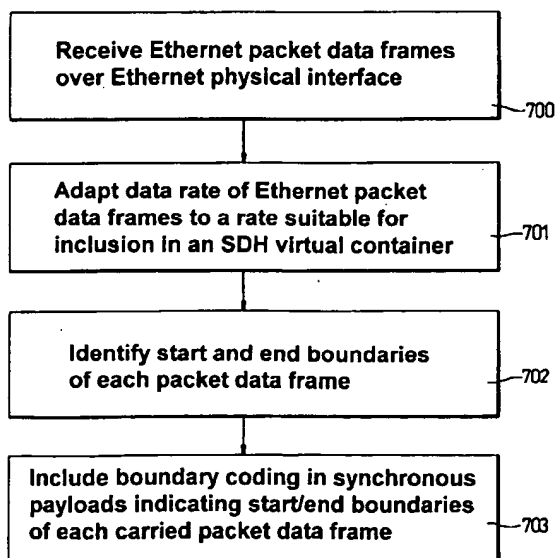 Receive Ethernet packet data frames
over Ethernet physical interface
700
Adapt data rate of Ethernet packet
data frames to a rate suitable for
inclusion in an SDH virtual container
701
Identify start and end boundaries
of each packet data frame
702
Include boundary coding in synchronous
payloads indicating start/end boundaries
of each carried packet data frame
703